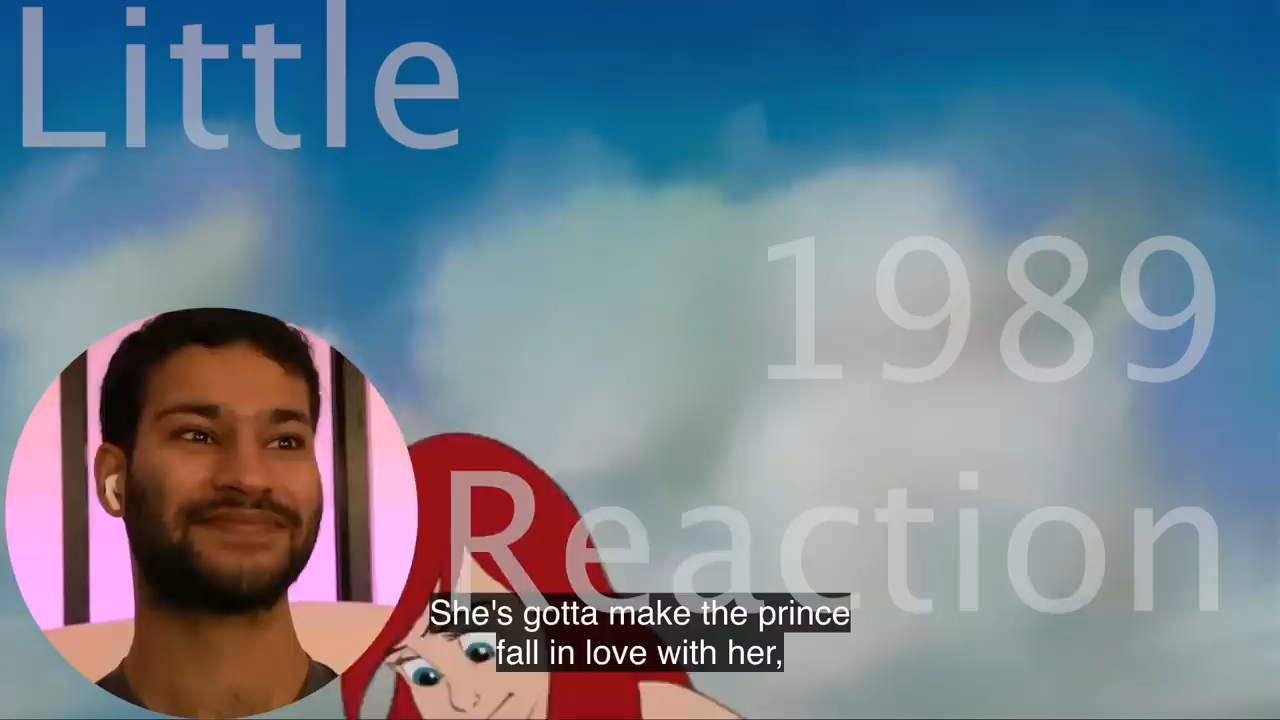 Little
1989
Reaction
She's gotta make the prince
fall in love with her,